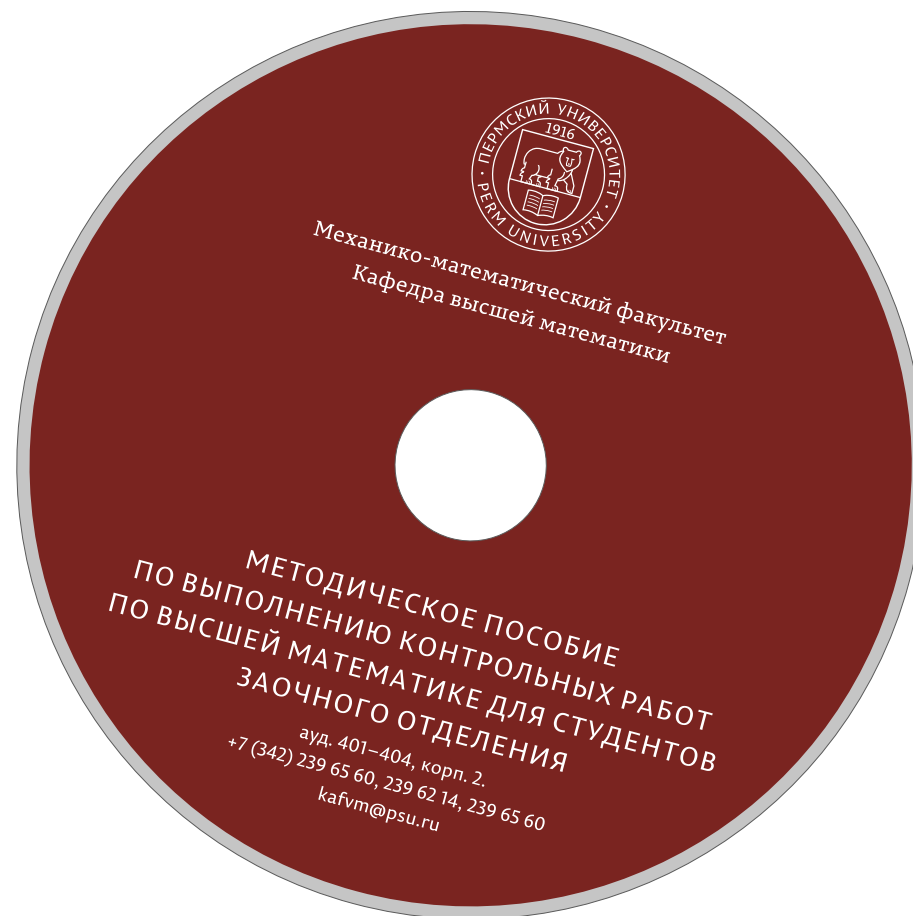 ПЕРМСКИЙ УНИВЕРСИТЕТ
1916
PERM UNIVERSITY
Механико-математический факультет
Кафедра высшей математики
МЕТОДИЧЕСКОЕ ПОСОБИЕ
ПО ВЫПОЛНЕНИЮ КОНТРОЛЬНЫХ РАБОТ
ПО ВЫСШЕЙ МАТЕМАТИКЕ ДЛЯ СТУДЕНТОВ
ЗАОЧНОГО ОТДЕЛЕНИЯ
ауд. 401–404, корп. 2.
+7 (342) 239 65 60, 239 62 14, 239 65 60
kafvm@psu.ru